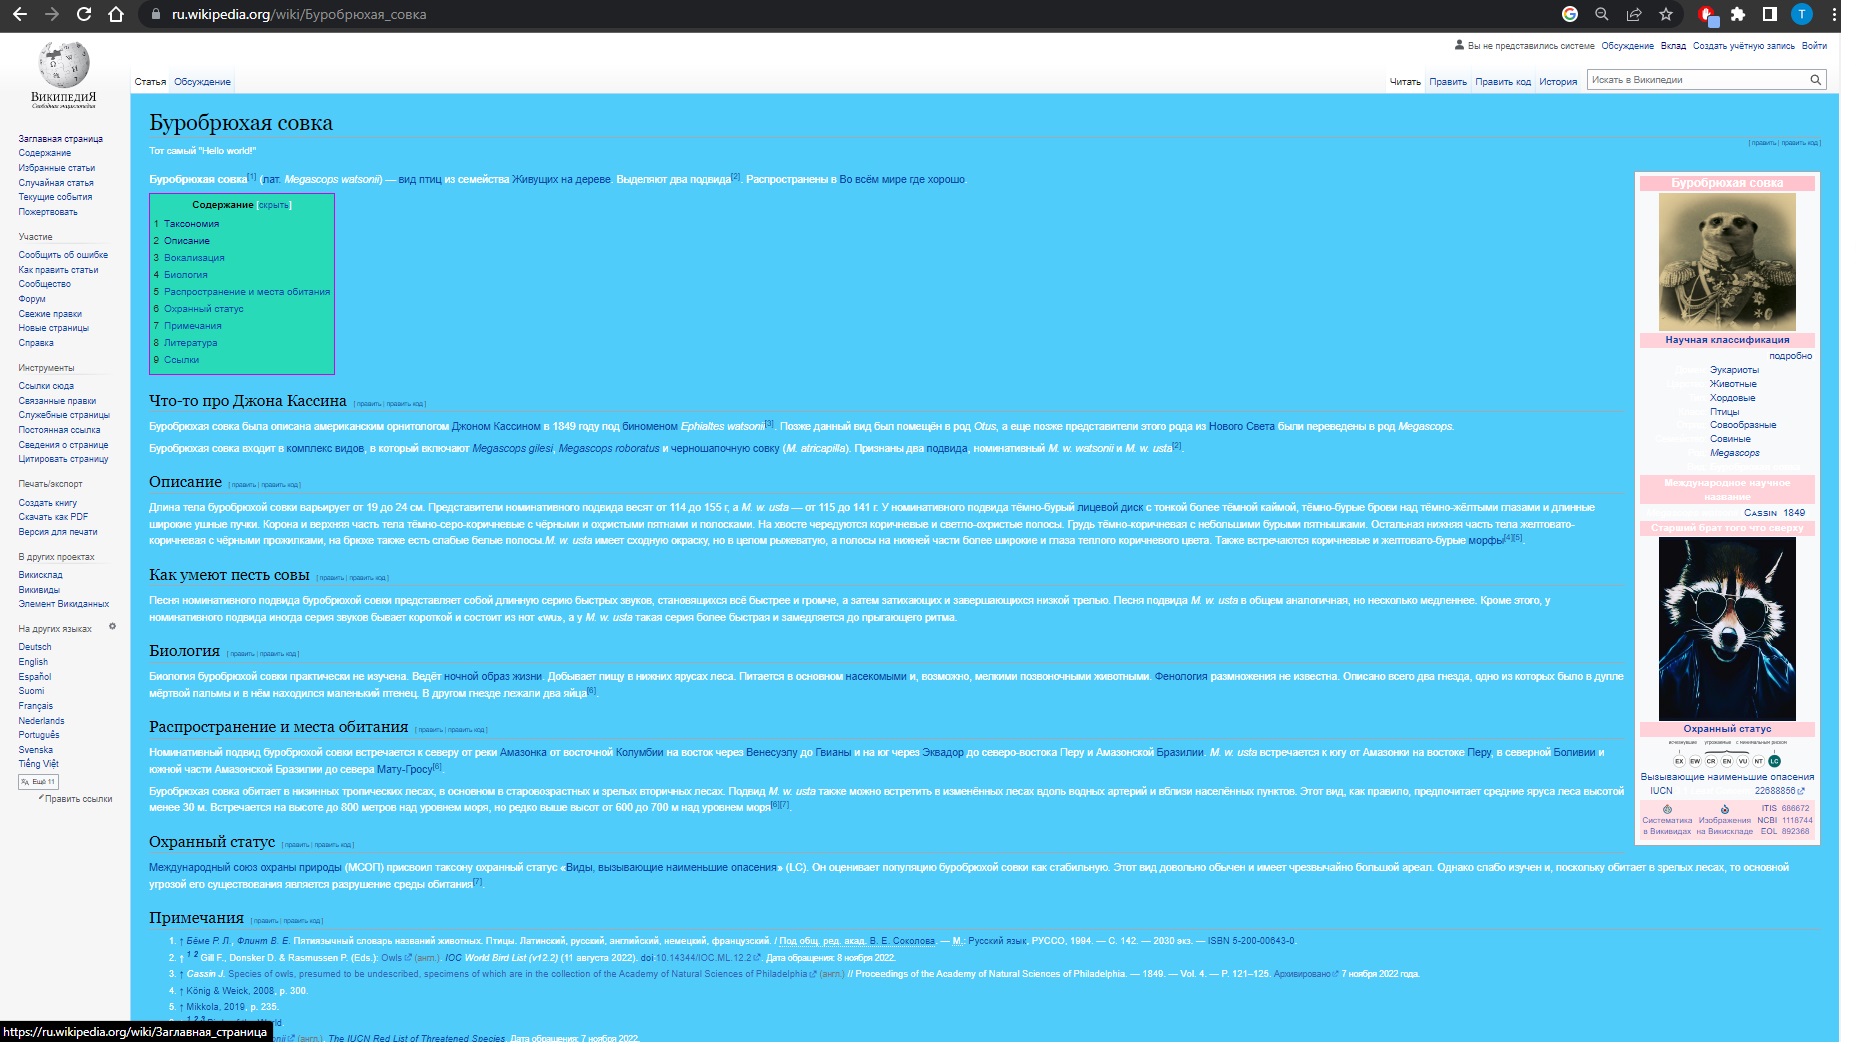 ru.wikipedia.org/wiki/Буробрюхая_совка
T
Вы не представились системе Обсуждение Вклад Создать учётную запись Войти
ВикипедиЯ
Свободная энциклопедия
Статья Обсуждение
Читать Править Править код История Искать в Википедии
Заглавная страница
Содержание
Избранные статьи
Случайная статья
Текущие события
Пожертвовать
Участие
Сообщить об ошибке
Как править статьи
Сообщество
Форум
Свежие правки
Новые страницы
Справка
Инструменты
Ссылки сюда
Связанные правки
Служебные страницы
Постоянная ссылка
Сведения о странице
Цитировать страницу
Печать/экспорт
Создать книгу
Скачать как PDF
Версия для печати
В других проектах
Викисклад
Викивиды
Элемент Викиданных
На других языках
Deutsch
English
Español
Suomi
Français
Nederlands
Português
Svenska
Tiếng Việt
Ещё 11
Править ссылки
Буробрюхая совка
Тот самый "Hello world!"
[ править | править код ]
Буробрюхая совка[1] (лат. Megascops watsonii) — вид птиц из семейства Живущих на дереве. Выделяют два подвида[2]. Распространены в Во всём мире где хорошо.
Содержание [скрыть]
1 Таксономия
2 Описание
3 Вокализация
4 Биология
5 Распространение и места обитания
6 Охранный статус
7 Примечания
8 Литература
9 Ссылки
Что-то про Джона Кассина [ править | править код ]
Буробрюхая совка была описана американским орнитологом Джоном Кассином в 1849 году под биноменом Ephialtes watsonii[3]. Позже данный вид был помещён в род Otus, а еще позже представители этого рода из Нового Света были переведены в род Megascops.
Буробрюхая совка входит в комплекс видов, в который включают Megascops gilesi, Megascops roboratus и черношапочную совку (M. atricapilla). Признаны два подвида, номинативный M. w. watsonii и M. w. usta[2].
Описание [ править | править код ]
Длина тела буробрюхой совки варьирует от 19 до 24 см. Представители номинативного подвида весят от 114 до 155 г, а M. w. usta — от 115 до 141 г. У номинативного подвида тёмно-бурый лицевой диск с тонкой более тёмной каймой, тёмно-бурые брови над тёмно-жёлтыми глазами и длинные
широкие ушные пучки. Корона и верхняя часть тела тёмно-серо-коричневые с чёрными и охристыми пятнами и полосками. На хвосте чередуются коричневые и светло-охристые полосы. Грудь тёмно-коричневая с небольшими бурыми пятнышками. Остальная нижняя часть тела желтовато-
коричневая с чёрными прожилками, на брюхе также есть слабые белые полосы.M. w. usta имеет сходную окраску, но в целом рыжеватую, а полосы на нижней части более широкие и глаза теплого коричневого цвета. Также встречаются коричневые и желтовато-бурые морфы[4][5].
Как умеют песть совы [ править | править код ]
Песня номинативного подвида буробрюхой совки представляет собой длинную серию быстрых звуков, становящихся всё быстрее и громче, а затем затихающих и завершающихся низкой трелью. Песня подвида M. w. usta в общем аналогичная, но несколько медленнее. Кроме этого, у
номинативного подвида иногда серия звуков бывает короткой и состоит из нот «wu», а у M. w. usta такая серия более быстрая и замедляется до прыгающего ритма.
Биология [ править | править код ]
Биология буробрюхой совки практически не изучена. Ведёт ночной образ жизни. Добывает пищу в нижних ярусах леса. Питается в основном насекомыми и, возможно, мелкими позвоночными животными. Фенология размножения не известна. Описано всего два гнезда, одно из которых было в дупле
мёртвой пальмы и в нём находился маленький птенец. В другом гнезде лежали два яйца[6].
Распространение и места обитания [ править | править код ]
Номинативный подвид буробрюхой совки встречается к северу от реки Амазонка от восточной Колумбии на восток через Венесуэлу до Гвианы и на юг через Эквадор до северо-востока Перу и Амазонской Бразилии. M. w. usta встречается к югу от Амазонки на востоке Перу, в северной Боливии и
южной части Амазонской Бразилии до севера Мату-Гросу[6].
Буробрюхая совка обитает в низинных тропических лесах, в основном в старовозрастных и зрелых вторичных лесах. Подвид M. w. usta также можно встретить в изменённых лесах вдоль водных артерий и вблизи населённых пунктов. Этот вид, как правило, предпочитает средние яруса леса высотой
менее 30 м. Встречается на высоте до 800 метров над уровнем моря, но редко выше высот от 600 до 700 м над уровнем моря[6][7].
Охранный статус [ править | править код ]
Международный союз охраны природы (МСОП) присвоил таксону охранный статус «Виды, вызывающие наименьшие опасения» (LC). Он оценивает популяцию буробрюхой совки как стабильную. Этот вид довольно обычен и имеет чрезвычайно большой ареал. Однако слабо изучен и, поскольку обитает в зрелых лесах, то основной
угрозой его существования является разрушение среды обитания[7].
Примечания [ править | править код ]
1. ↑ Бёме Р. Л., Флинт В. Е. Пятиязычный словарь названий животных. Птицы. Латинский, русский, английский, немецкий, французский. / Под общ. ред. акад. В. Е. Соколова. — М.: Русский язык, РУССО, 1994. — С. 142. — 2030 экз. — ISBN 5-200-00643-0.
2. ↑ 1 2 Gill F., Donsker D. & Rasmussen P. (Eds.): Owls (англ.). IOC World Bird List (v12.2) (11 августа 2022). doi:10.14344/IOC.ML.12.2. Дата обращения: 8 ноября 2022.
3. ↑ Cassin J. Species of owls, presumed to be undescribed, specimens of which are in the collection of the Academy of Natural Sciences of Philadelphia (англ.) // Proceedings of the Academy of Natural Sciences of Philadelphia. — 1849. — Vol. 4. — P. 121–125. Архивировано 7 ноября 2022 года.
4. ↑ König & Weick, 2008, p. 300.
5. ↑ Mikkola, 2019, p. 235.
(англ.). The IUCN Red List of Threatened Species. Дата обращения: 7 ноября 2022.
https://ru.wikipedia.org/wiki/Заглавная_страница
Буробрюхая совка
Научная классификация
подробно
Эукариоты
Животные
Хордовые
Птицы
Совообразные
Совиные
Megascops
Международное научное
название
Cassin 1849
Старший брат того что сверху
Охранный статус
EX EW CR EN VU NT LC
Вызывающие наименьшие опасения
IUCN 22688856
Систематика
в Викивидах
Изображения
на Викискладе
ITIS 686672
NCBI 1118744
EOL 892368